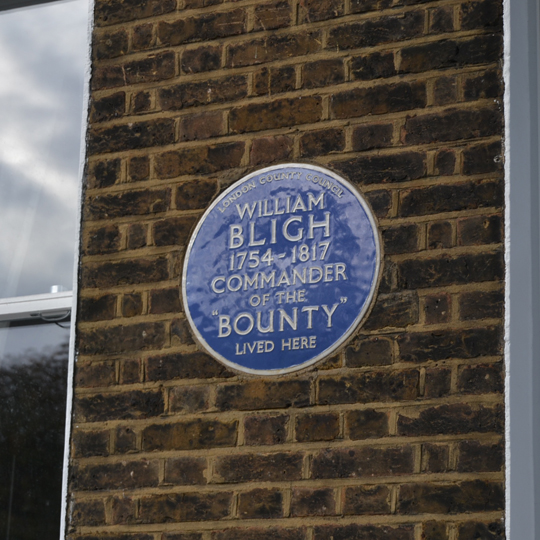 LONDON COUNTY COUNCIL
WILLIAM
BLIGH
1754-1817
COMMANDER
OF THE
"BOUNTY"
LIVED HERE